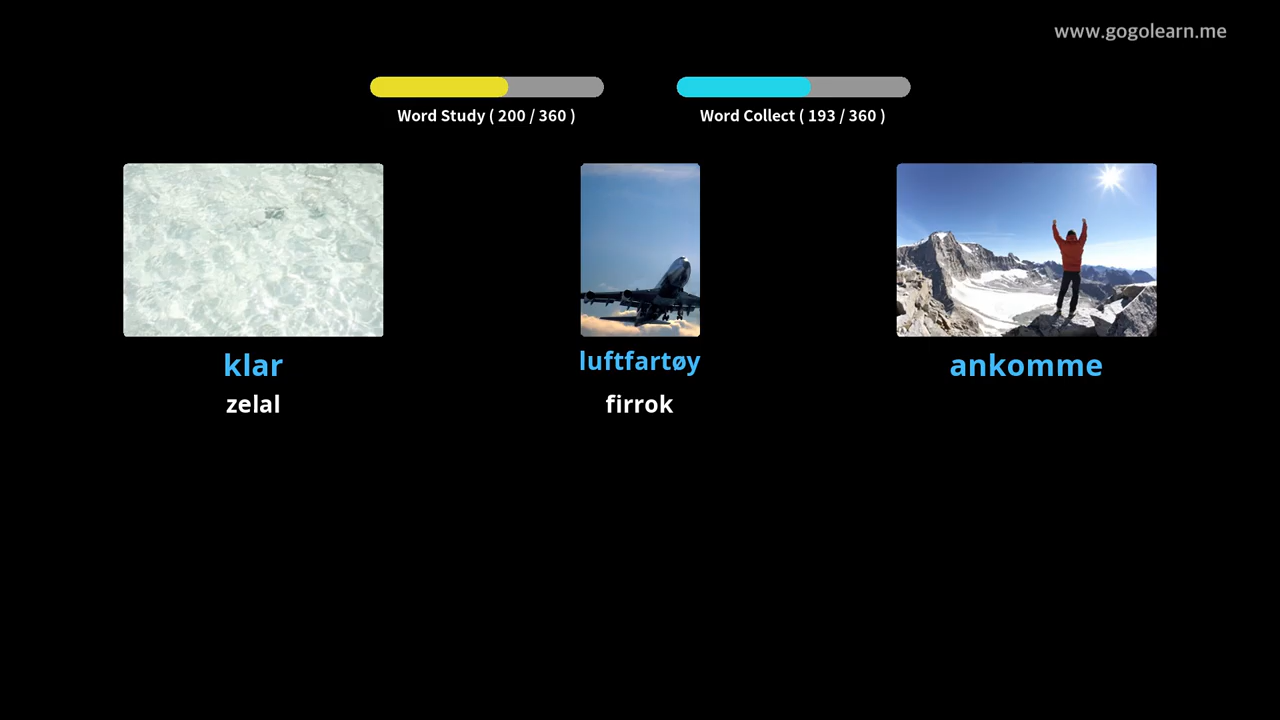 www.gogolearn.me
Word Study ( 200 / 360 )
Word Collect ( 193 / 360 )
klar
luftfartøy
ankomme
zelal
firrok